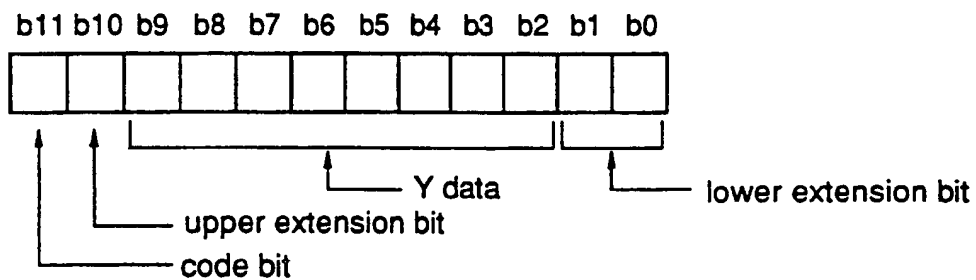 b11 b10 b9 b8 b7 b6 b5 b4 b3 b2 b1 b0
Y data
lower extension bit
upper extension bit
code bit